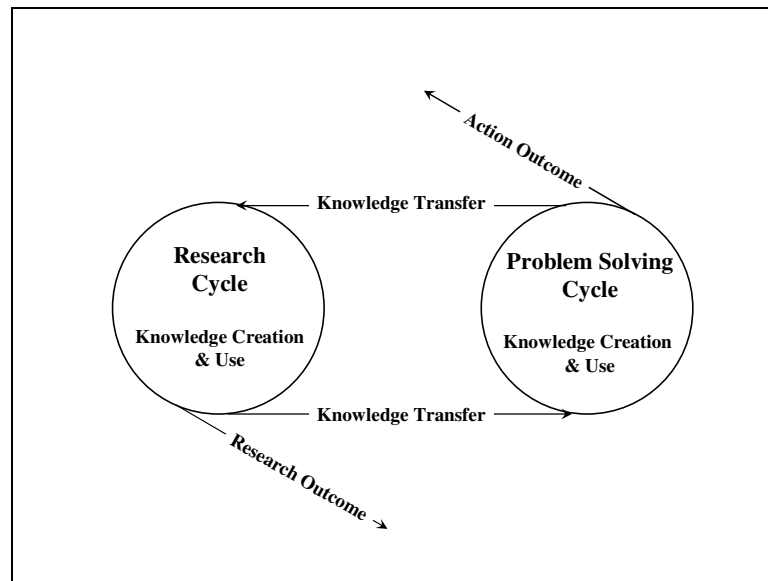 Action Outcome
Knowledge Transfer
Research
Cycle
Knowledge Creation
& Use
Problem Solving
Cycle
Knowledge Creation
& Use
Knowledge Transfer
Research Outcome